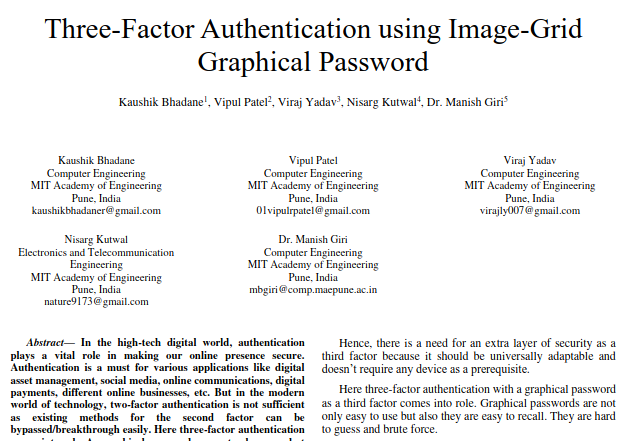 Three-Factor Authentication using Image-Grid
Graphical Password
Kaushik Bhadane1, Vipul Patel2, Viraj Yadav3, Nisarg Kutwal4, Dr. Manish Giri5
Kaushik Bhadane
Computer Engineering
MIT Academy of Engineering
Pune, India
kaushikbhadaner@gmail.com
Vipul Patel
Computer Engineering
MIT Academy of Engineering
Pune, India
01vipulrpatel@gmail.com
Viraj Yadav
Computer Engineering
MIT Academy of Engineering
Pune, India
virajly007@gmail.com
Nisarg Kutwal
Electronics and Telecommunication
Engineering
MIT Academy of Engineering
Pune, India
nature9173@gmail.com
Dr. Manish Giri
Computer Engineering
MIT Academy of Engineering
Pune, India
mbgiri@comp.maepune.ac.in
Abstract— In the high-tech digital world, authentication
plays a vital role in making our online presence secure.
Authentication is a must for various applications like digital
asset management, social media, online communications, digital
payments, different online businesses, etc. But in the modern
world of technology, two-factor authentication is not sufficient
as existing methods for the second factor can be
bypassed/breakthrough easily. Here three-factor authentication
Hence, there is a need for an extra layer of security as a
third factor because it should be universally adaptable and
doesn't require any device as a prerequisite.
Here three-factor authentication with a graphical password
as a third factor comes into role. Graphical passwords are not
only easy to use but also they are easy to recall. They are hard
to guess and brute force.